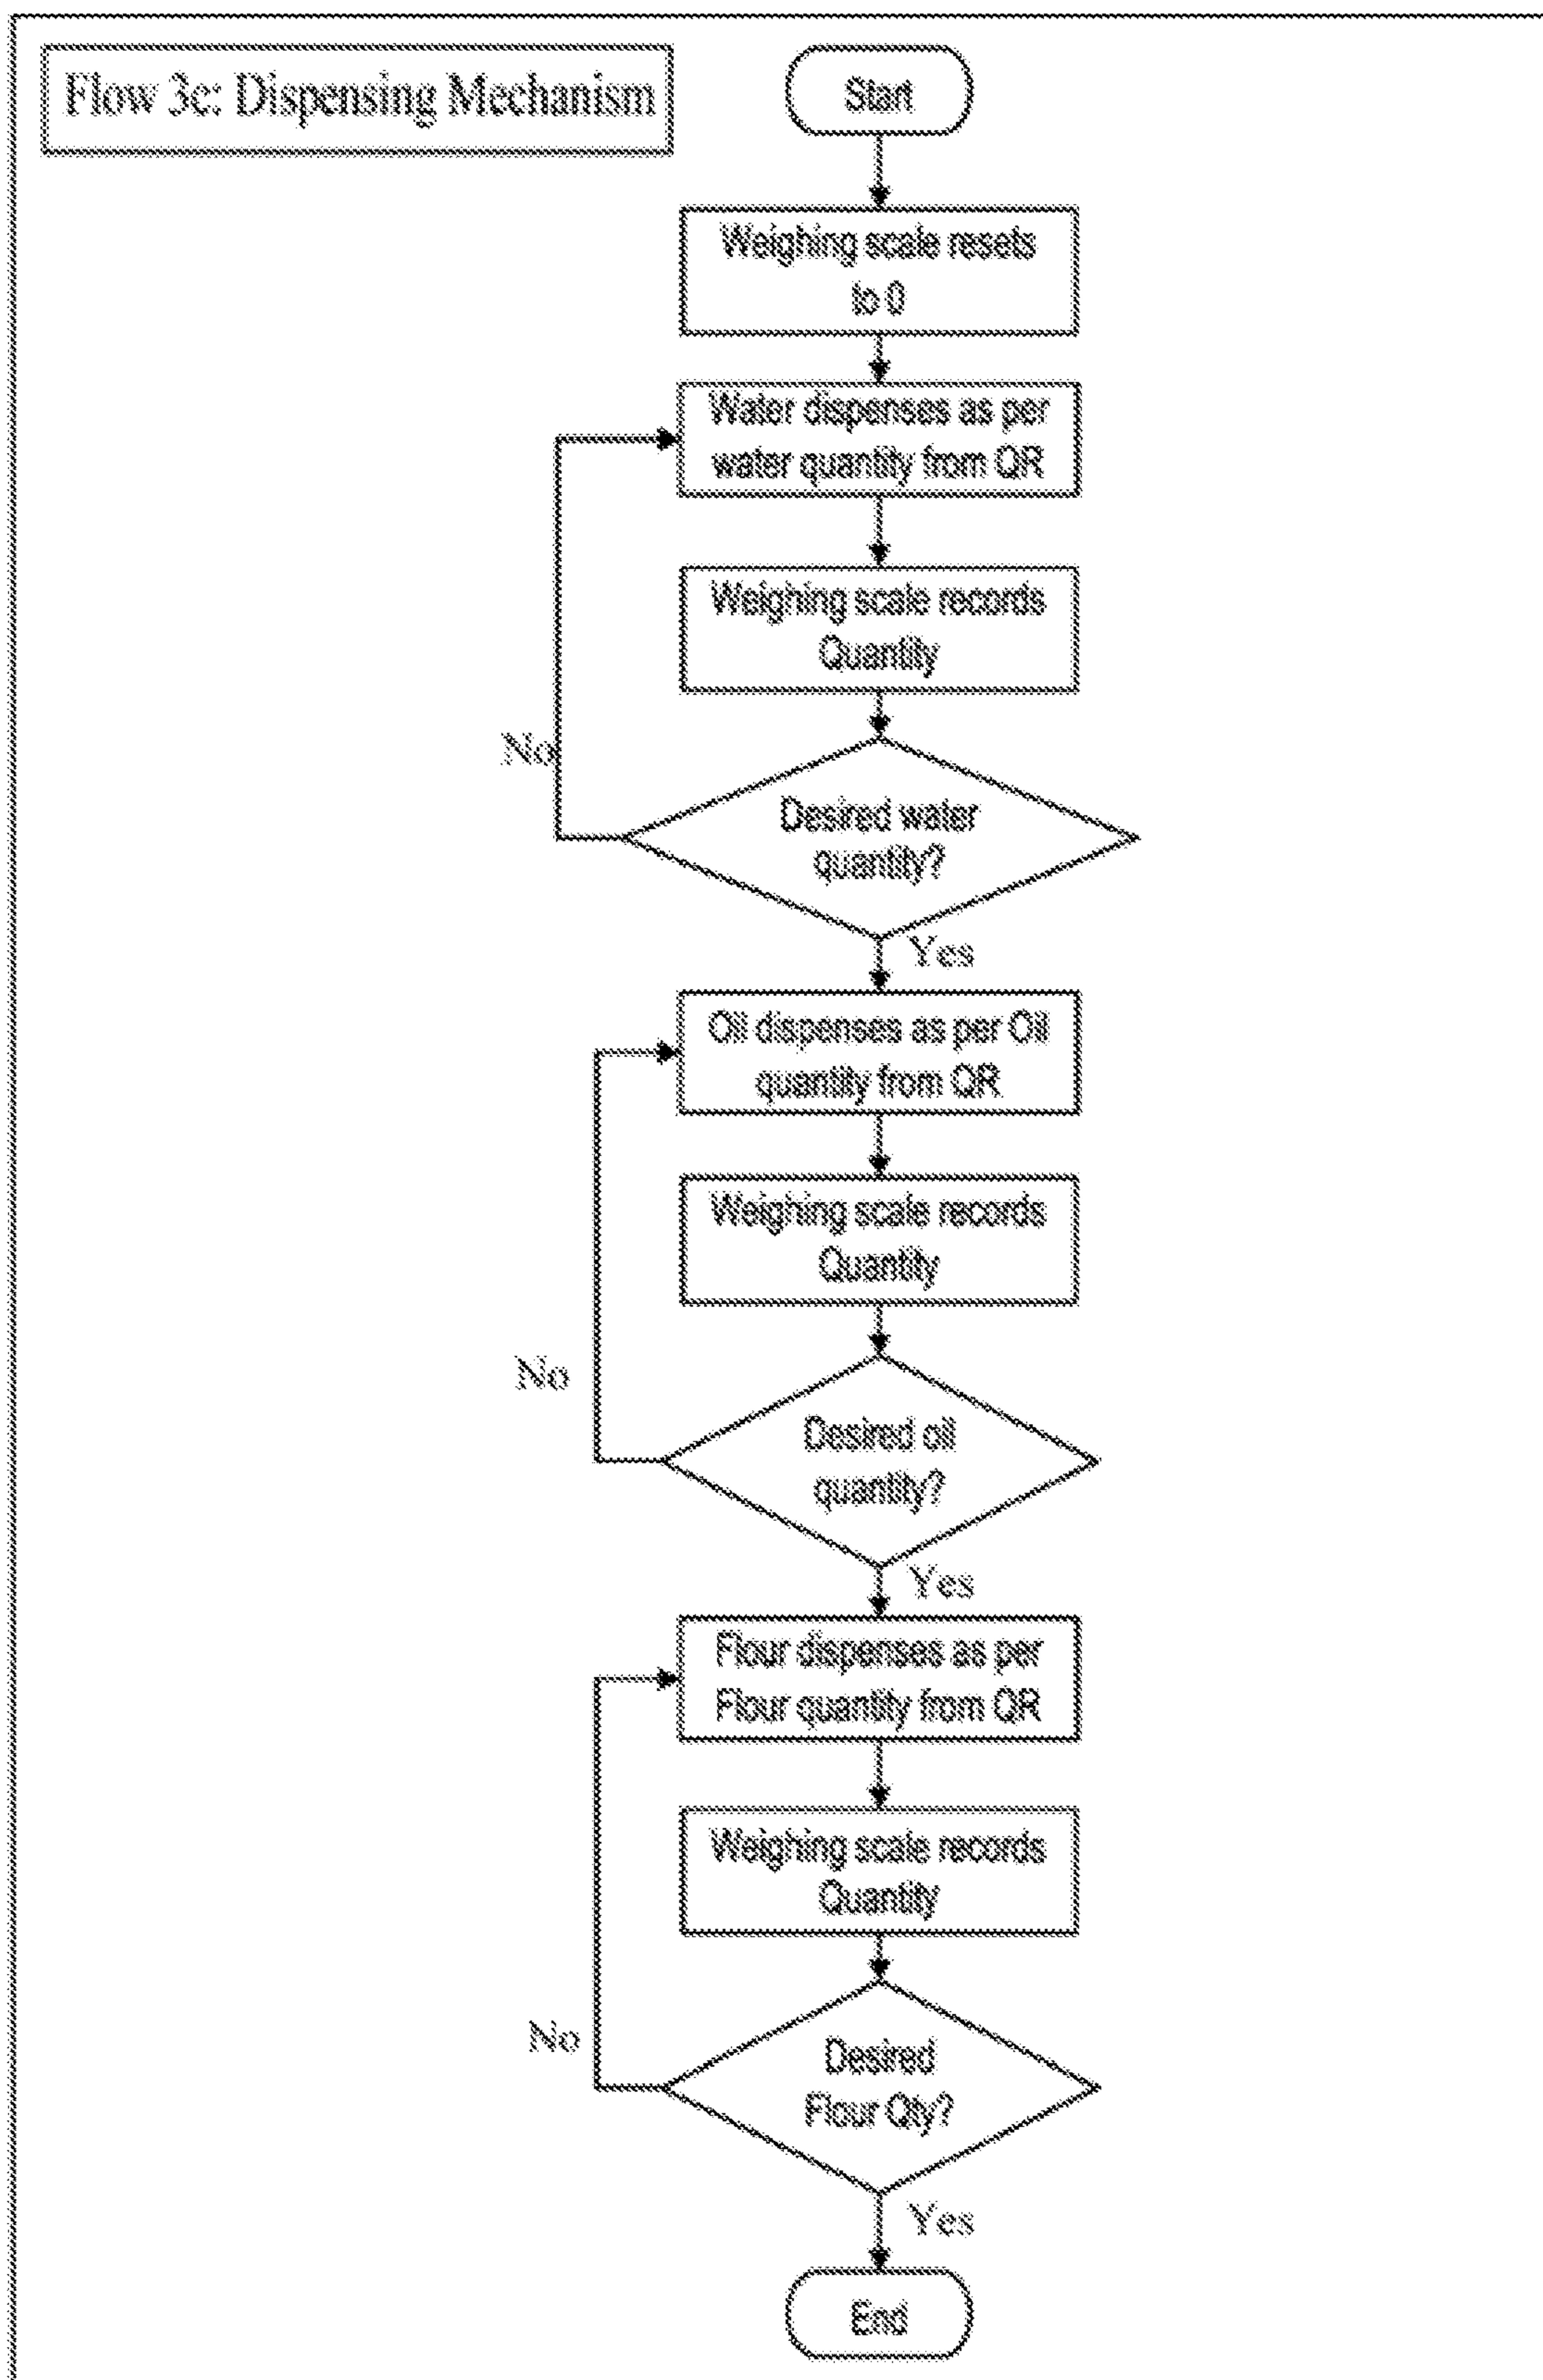 Flow 3c: Dispensing Mechanism
Start
Weighing scale resets
to 0
Water dispenses as per
water quantity from QR
Weighing scale records
Quantity
No
Desired water
quantity?
Yes
Oil dispenses as per Oil
quantity from QR
Weighing scale records
Quantity
No
Desired oil
quantity?
Yes
Flour dispenses as per
Flour quantity from QR
Weighing scale records
Quantity
No
Desired
Flour Qty?
Yes
End